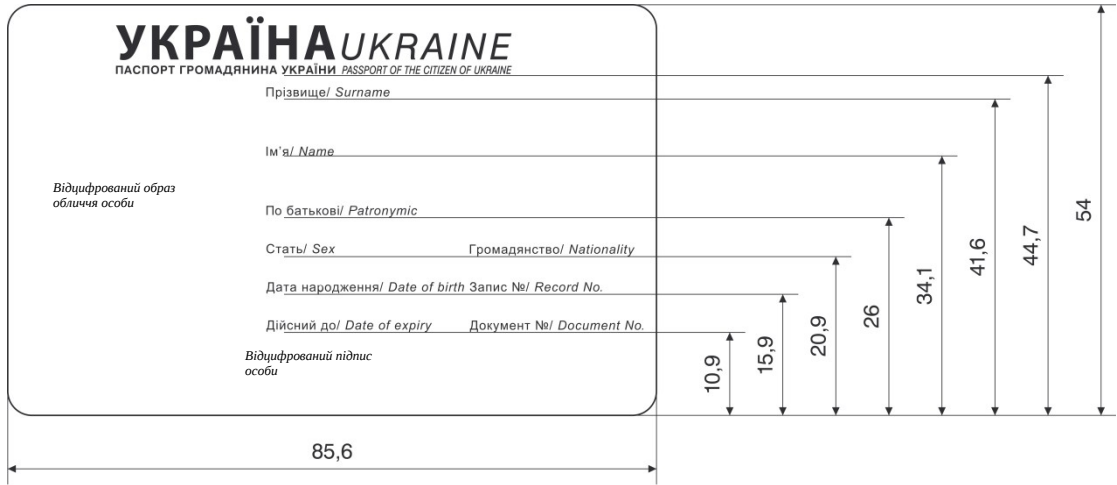 УКРАЇНА UKRAINE
ПАСПОРТ ГРОМАДЯНИНА УКРАЇНИ PASSPORT OF THE CITIZEN OF UKRAINE
Прізвище/ Surname
Ім'я/ Name
Відцифрований образ
обличчя особи
По батькові/ Patronymic
Стать/ Sex Громадянство/ Nationality
Дата народження/ Date of birth Запис №/ Record No.
Дійсний до/ Date of expiry Документ №/ Document No.
Відцифрований підпис
особи
10,9
15,9
20,9
26
34,1
41,6
44,7
54
85,6